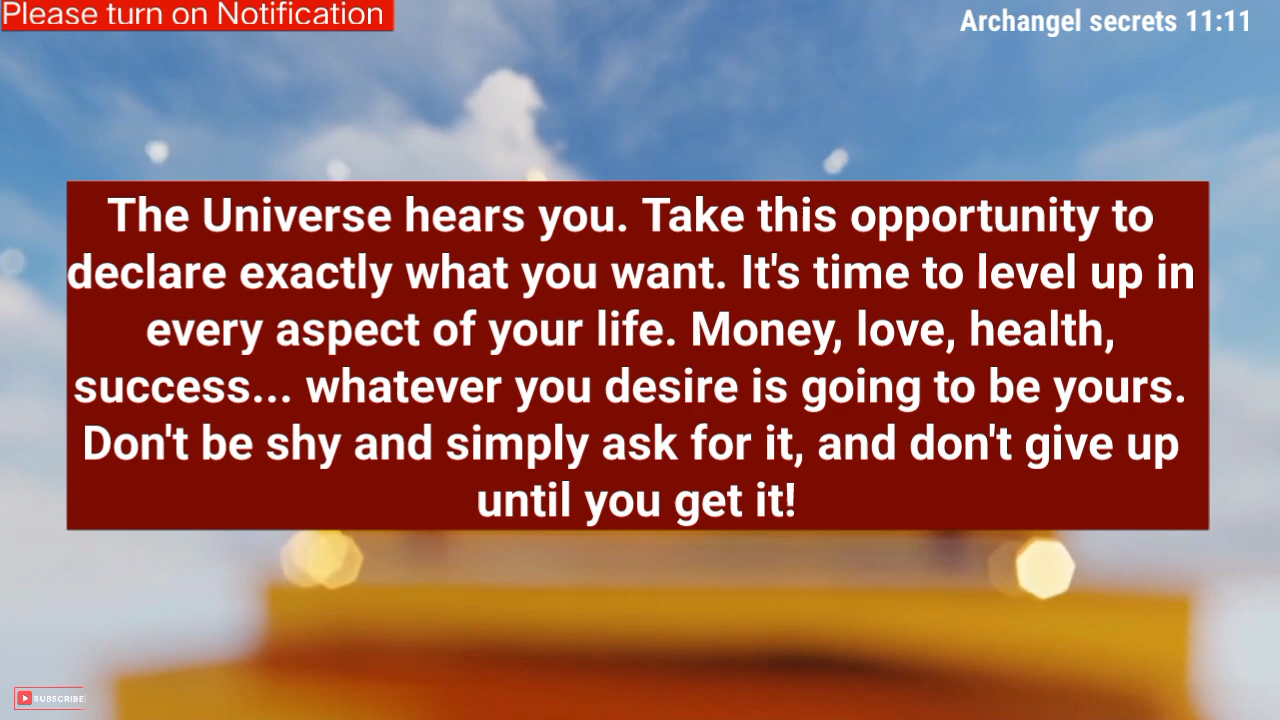 Please turn on Notification
Archangel secrets 11:11
The Universe hears you. Take this opportunity to
declare exactly what you want. It's time to level up in
every aspect of your life. Money, love, health,
success... whatever you desire is going to be yours.
Don't be shy and simply ask for it, and don't give up
until you get it!
SUBSCRIBE